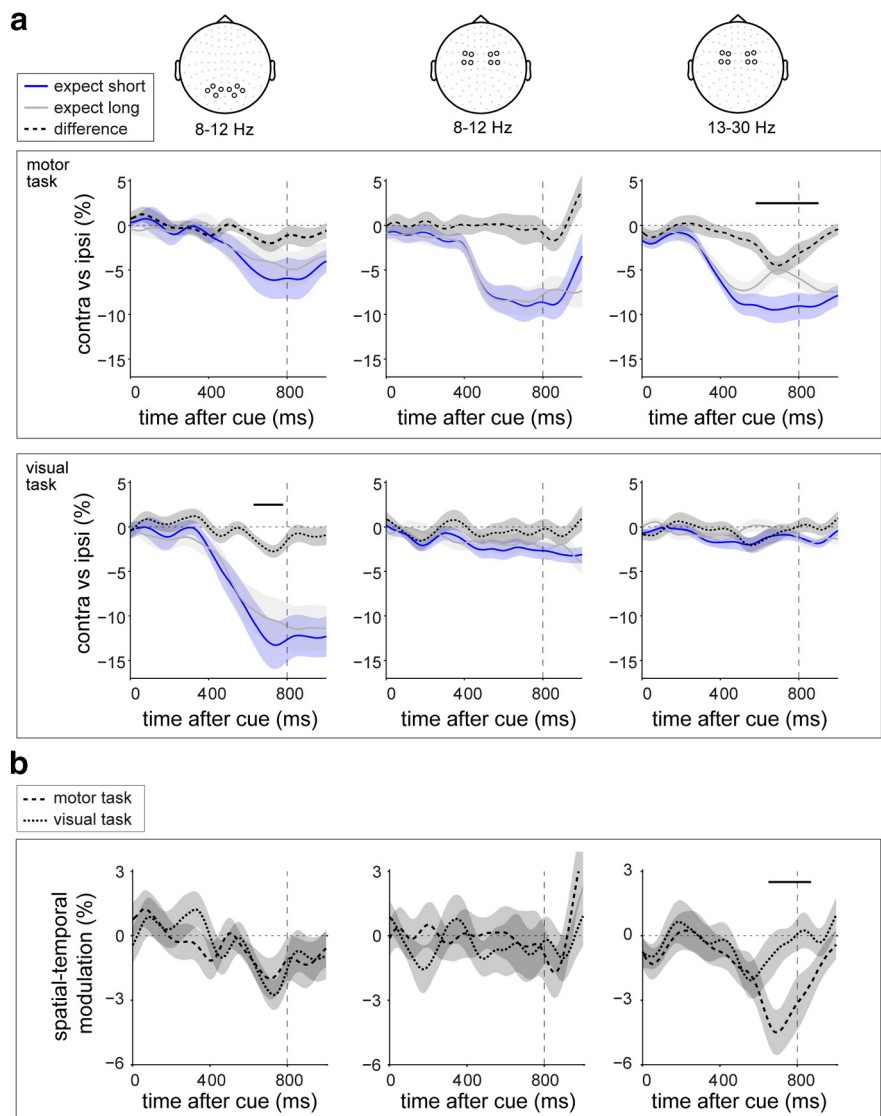 a
expect short
expect long
difference
8-12 Hz
8-12 Hz
13-30 Hz
motor
task
contra vs ipsi (%)
5
0
−5
−10
−15
0
400
800
time after cue (ms)
5
0
−5
−10
−15
0
400
800
time after cue (ms)
5
0
−5
−10
−15
0
400
800
time after cue (ms)
visual
task
contra vs ipsi (%)
5
0
−5
−10
−15
0
400
800
time after cue (ms)
5
0
−5
−10
−15
0
400
800
time after cue (ms)
5
0
−5
−10
−15
0
400
800
time after cue (ms)
b
motor task
visual task
spatial-temporal
modulation (%)
3
0
−3
−6
0
400
800
time after cue (ms)
3
0
−3
−6
0
400
800
time after cue (ms)
3
0
−3
−6
0
400
800
time after cue (ms)